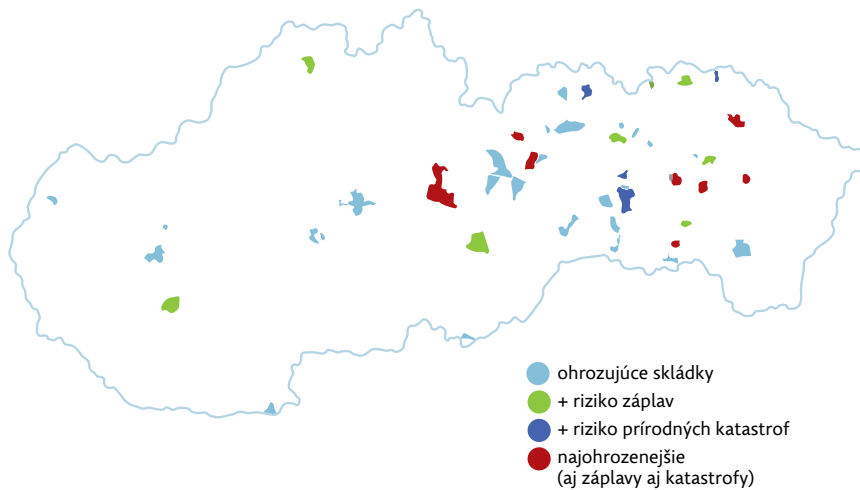 ohrozujúce skládky
+ riziko záplav
+ riziko prírodných katastrof
najohrozenejšie
(aj záplavy aj katastrofy)